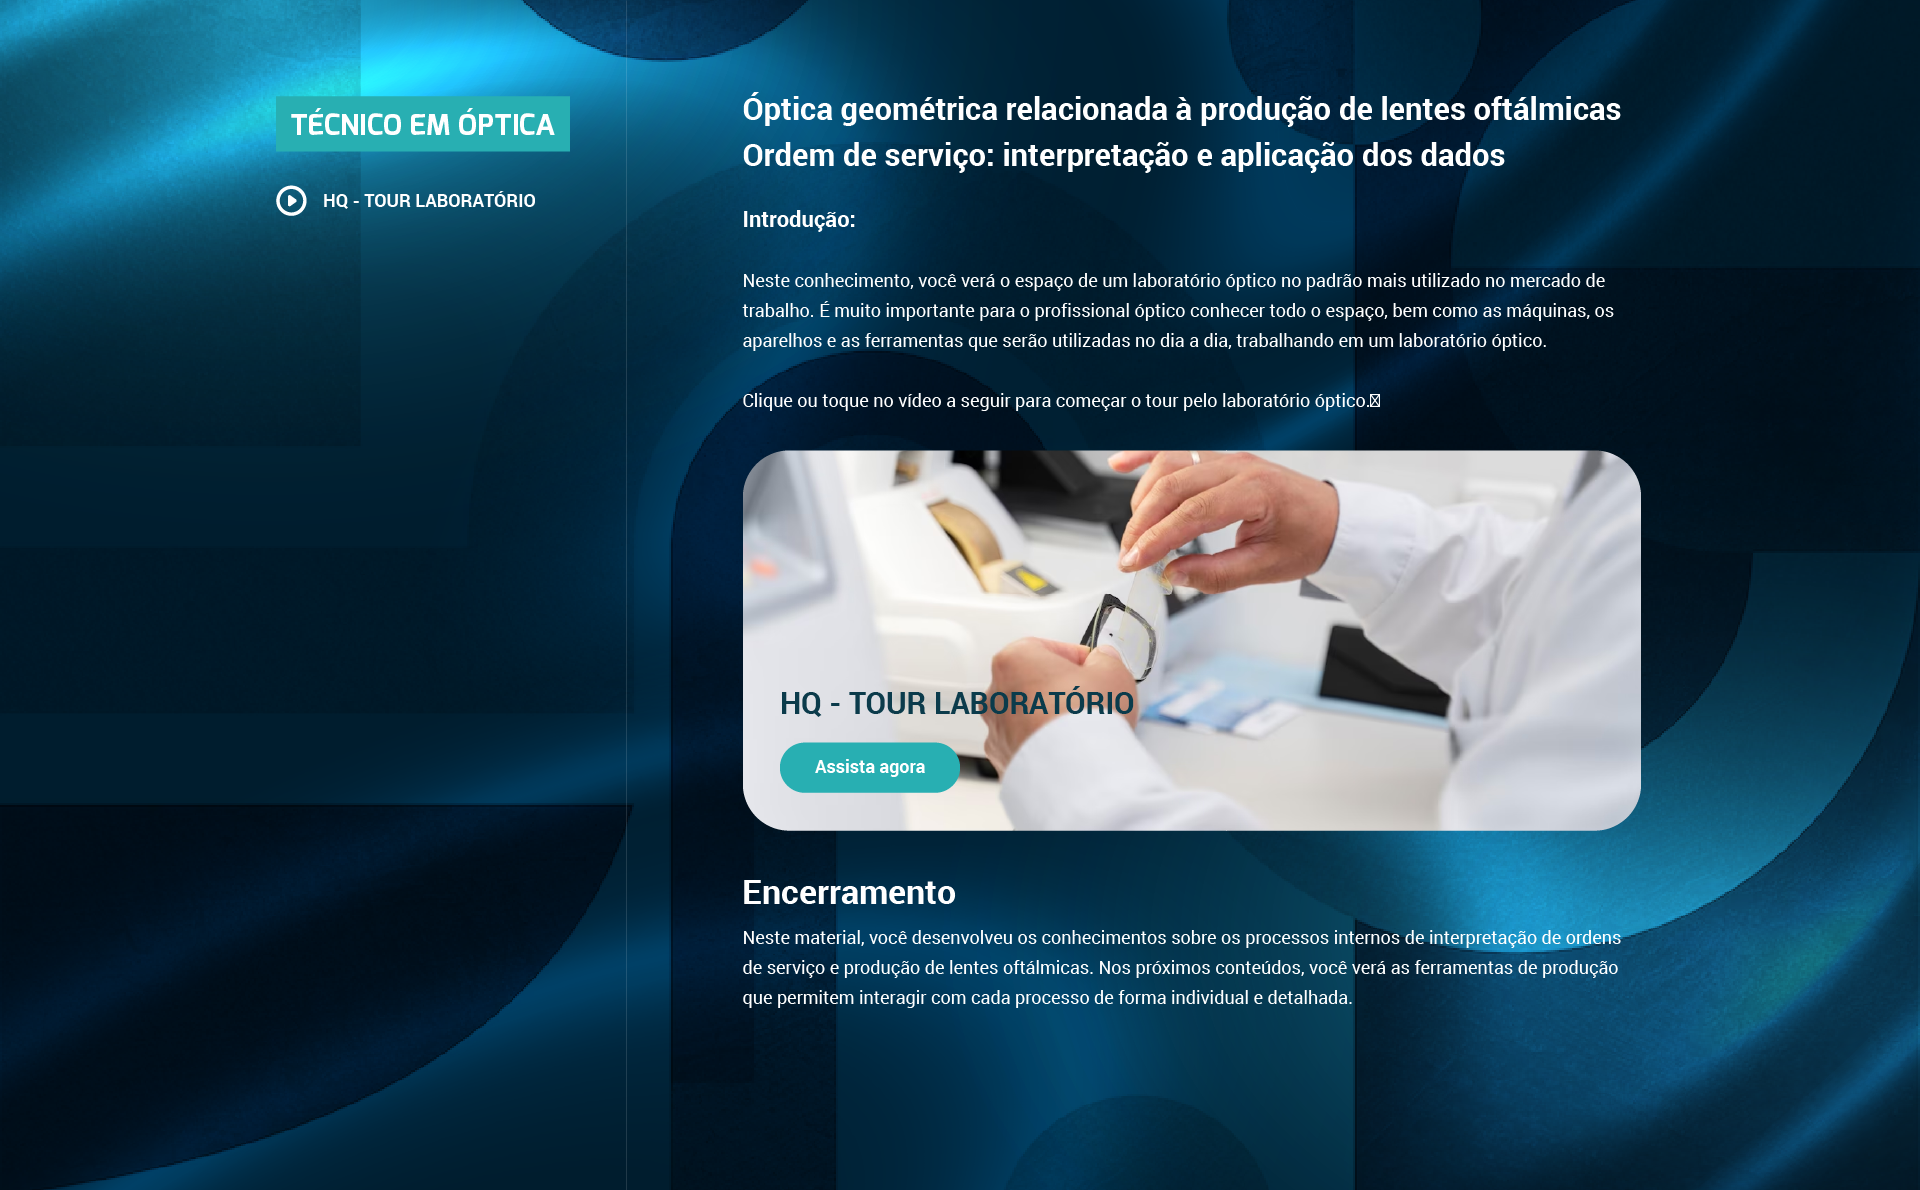 TÉCNICO EM ÓPTICA
HQ - TOUR LABORATÓRIO
Óptica geométrica relacionada à produção de lentes oftálmicas
Ordem de serviço: interpretação e aplicação dos dados
Introdução:
Neste conhecimento, você verá o espaço de um laboratório óptico no padrão mais utilizado no mercado de
trabalho. É muito importante para o profissional óptico conhecer todo o espaço, bem como as máquinas, os
aparelhos e as ferramentas que serão utilizadas no dia a dia, trabalhando em um laboratório óptico.
Clique ou toque no vídeo a seguir para começar o tour pelo laboratório óptico.
HQ - TOUR LABORATÓRIO
Assista agora
Encerramento
Neste material, você desenvolveu os conhecimentos sobre os processos internos de interpretação de ordens
de serviço e produção de lentes oftálmicas. Nos próximos conteúdos, você verá as ferramentas de produção
que permitem interagir com cada processo de forma individual e detalhada.